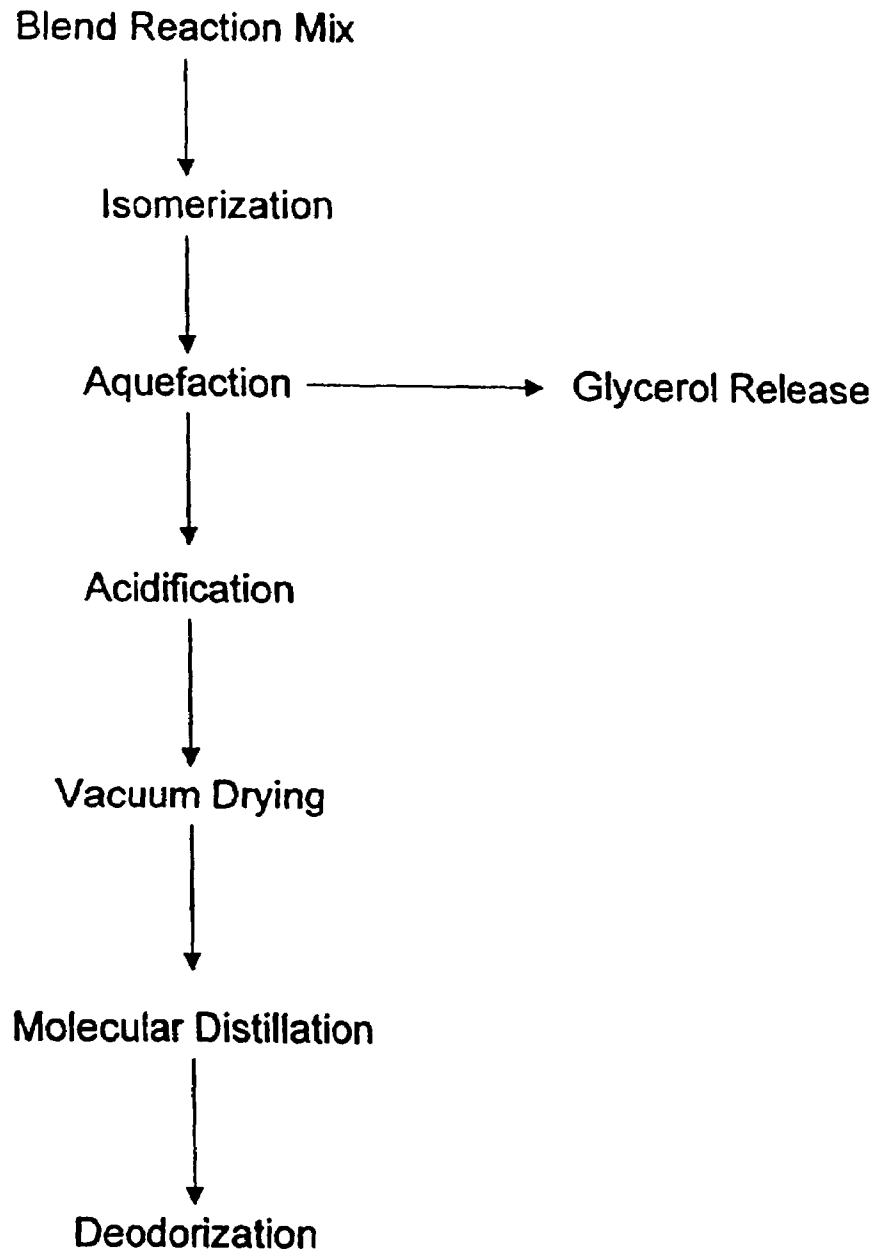 Blend Reaction Mix
Isomerization
Aquefaction
Glycerol Release
Acidification
Vacuum Drying
Molecular Distillation
Deodorization